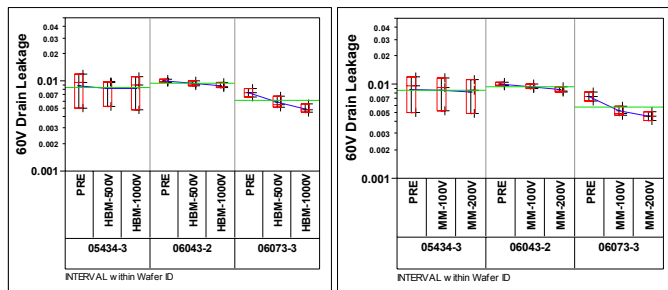 60V Drain Leakage
0.04
0.02
0.01
0.007
0.005
0.003
0.002
0.001
PRE
HBM-500V
HBM-1000V
PRE
HBM-500V
HBM-1000V
PRE
HBM-500V
HBM-1000V
05434-3 06043-2 06073-3
INTERVAL within Wafer ID
60V Drain Leakage
0.04
0.02
0.01
0.007
0.005
0.003
0.002
0.001
PRE
MM-100V
MM-200V
PRE
MM-100V
MM-200V
PRE
MM-100V
MM-200V
05434-3 06043-2 06073-3
INTERVAL within Wafer ID